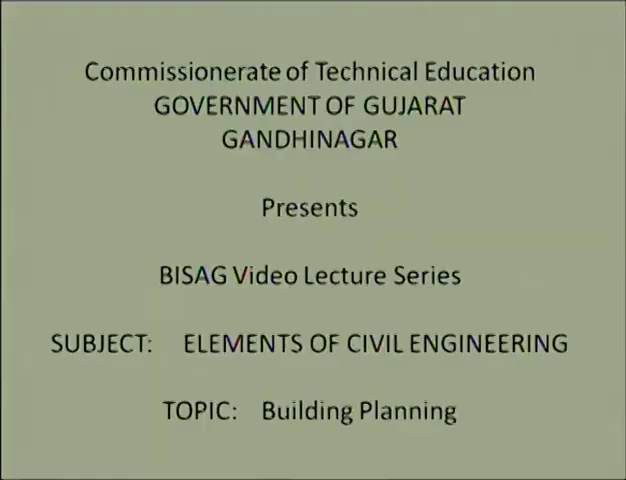 Commissionerate of Technical Education
GOVERNMENT OF GUJARAT
GANDHINAGAR
Presents
BISAG Video Lecture Series
SUBJECT: ELEMENTS OF CIVIL ENGINEERING
TOPIC: Building Planning